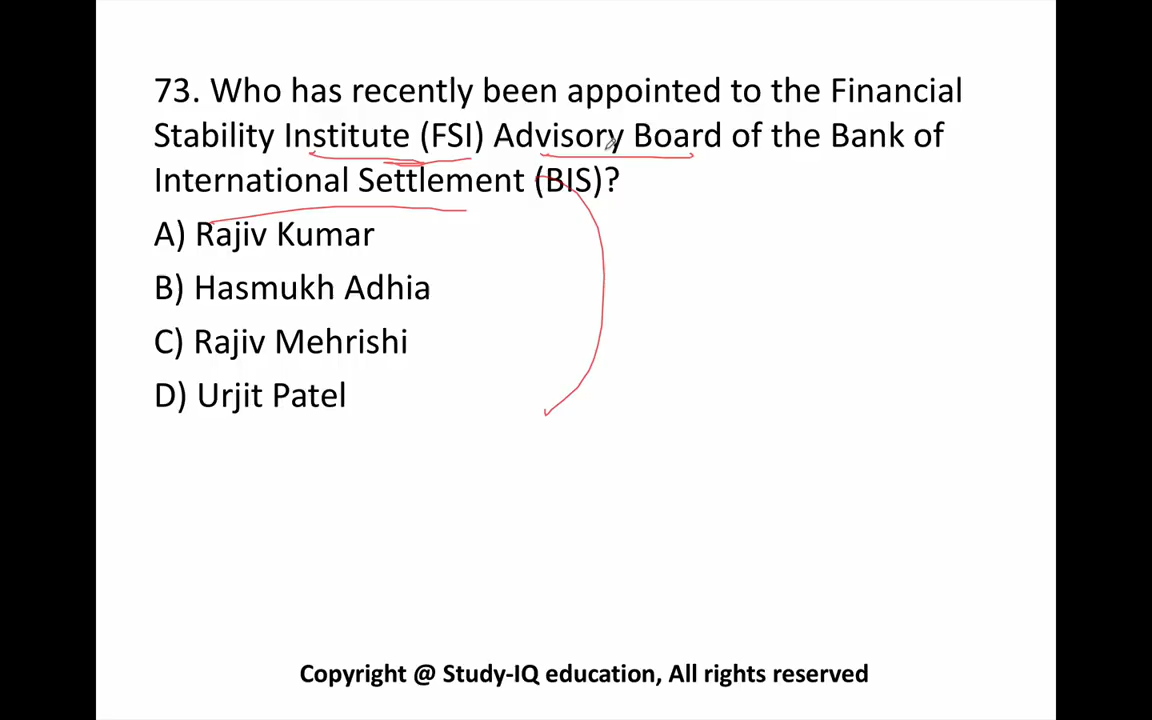 73. Who has recently been appointed to the Financial
Stability Institute (FSI) Advisory Board of the Bank of
International Settlement (BIS)?
A) Rajiv Kumar
B) Hasmukh Adhia
C) Rajiv Mehrishi
D) Urjit Patel
Copyright @ Study-IQ education, All rights reserved